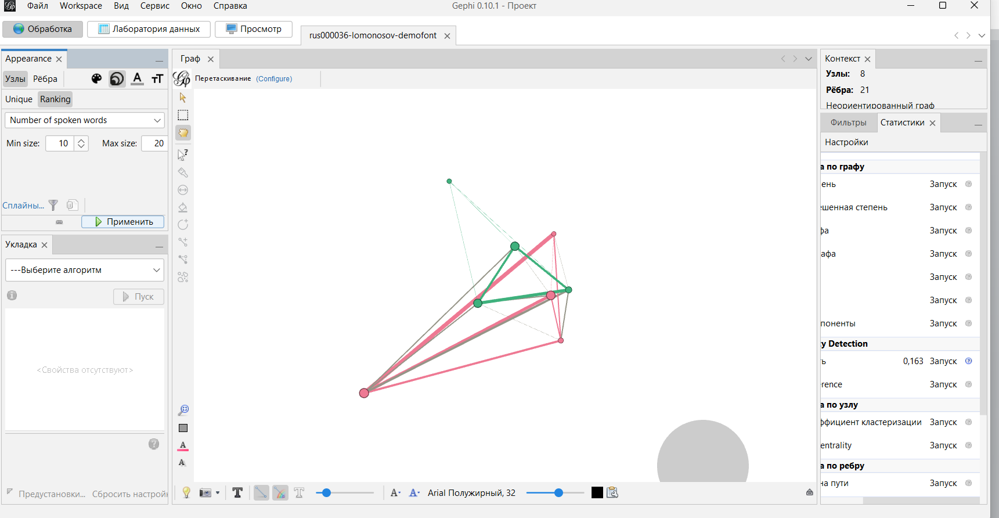 Файл Workspace Вид Сервис Окно Справка
Gephi 0.10.1 - Проект
Обработка Лаборатория данных Просмотр
rus000036-lomonosov-demofont
Appearance
Узлы Рёбра
Unique Ranking
Number of spoken words
Min size: 10 Max size: 20
Сплайны...
Применить
Укладка
---Выберите алгоритм
Пуск
<Свойства отсутствуют>
Предустановки... Сбросить настрой
Граф
Перетаскивание (Configure)
Arial Полужирный, 32
Контекст
Узлы: 8
Рёбра: 21
Неориентированный граф
Фильтры Статистики
Настройки
а по графу
ень Запуск
ешенная степень Запуск
фа Запуск
афа Запуск
Запуск
Запуск
поненты Запуск
y Detection
ь 0,163 Запуск
rence Запуск
а по узлу
ффициент кластеризации Запуск
entrality Запуск
а по ребру
на пути Запуск